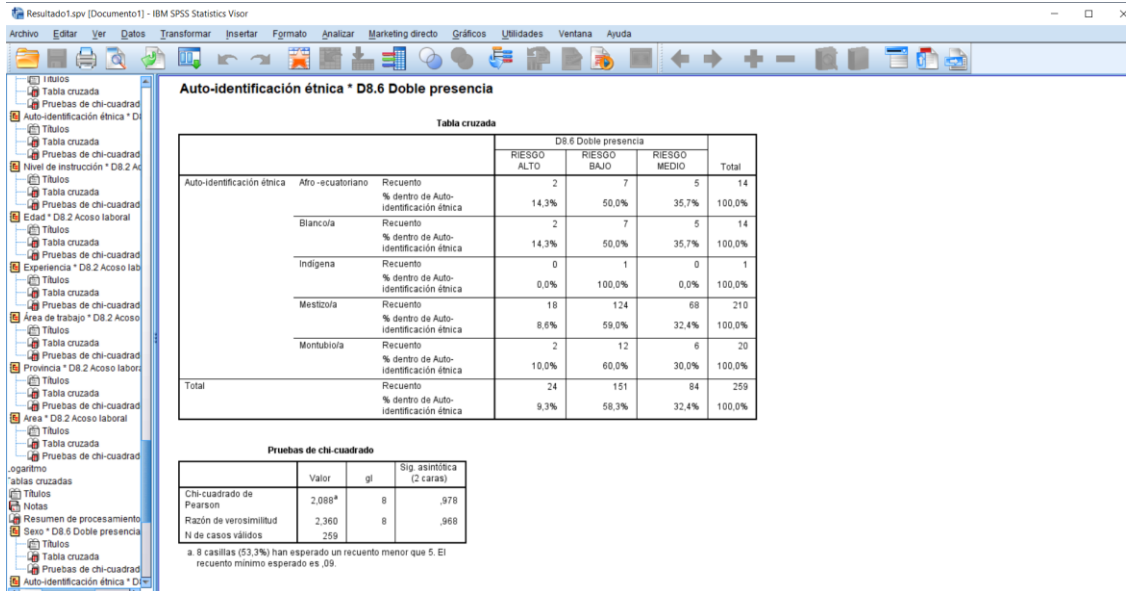 Resultado1.spv [Documento1] - IBM SPSS Statistics Visor
Archivo Editar Ver Datos Transformar Insertar Formato Analizar Marketing directo Gráficos Utilidades Ventana Ayuda
Títulos
Tabla cruzada
Pruebas de chi-cuadrad
Auto-identificación étnica * D
Títulos
Tabla cruzada
Pruebas de chi-cuadrad
Nivel de instrucción * D8.2 Ac
Títulos
Tabla cruzada
Pruebas de chi-cuadrad
Edad * D8.2 Acoso laboral
Títulos
Tabla cruzada
Pruebas de chi-cuadrad
Experiencia * D8.2 Acoso lab
Títulos
Tabla cruzada
Pruebas de chi-cuadrad
Área de trabajo * D8.2 Acoso
Títulos
Tabla cruzada
Pruebas de chi-cuadrad
Provincia * D8.2 Acoso labor
Títulos
Tabla cruzada
Pruebas de chi-cuadrad
Area * D8.2 Acoso laboral
Títulos
Tabla cruzada
Pruebas de chi-cuadrad
.ogaritmo
ablas cruzadas
Títulos
Notas
Resumen de procesamiento
Sexo * D8.6 Doble presencia
Títulos
Tabla cruzada
Pruebas de chi-cuadrad
Auto-identificación étnica * D
Auto-identificación étnica * D8.6 Doble presencia
Tabla cruzada
D8.6 Doble presencia
RIESGO ALTO RIESGO BAJO RIESGO MEDIO Total
Auto-identificación étnica Afro -ecuatoriano Recuento 2 7 5 14
% dentro de Auto-identificación étnica 14,3% 50,0% 35,7% 100,0%
Blanco/a Recuento 2 7 5 14
% dentro de Auto-identificación étnica 14,3% 50,0% 35,7% 100,0%
Indígena Recuento 0 1 0 1
% dentro de Auto-identificación étnica 0,0% 100,0% 0,0% 100,0%
Mestizo/a Recuento 18 124 68 210
% dentro de Auto-identificación étnica 8,6% 59,0% 32,4% 100,0%
Montubio/a Recuento 2 12 6 20
% dentro de Auto-identificación étnica 10,0% 60,0% 30,0% 100,0%
Total Recuento 24 151 84 259
% dentro de Auto-identificación étnica 9,3% 58,3% 32,4% 100,0%
Pruebas de chi-cuadrado
Valor gl Sig. asintótica (2 caras)
Chi-cuadrado de Pearson 2,088a 8 ,978
Razón de verosimilitud 2,360 8 ,968
N de casos válidos 259
a. 8 casillas (53,3%) han esperado un recuento menor que 5. El
recuento mínimo esperado es ,09.